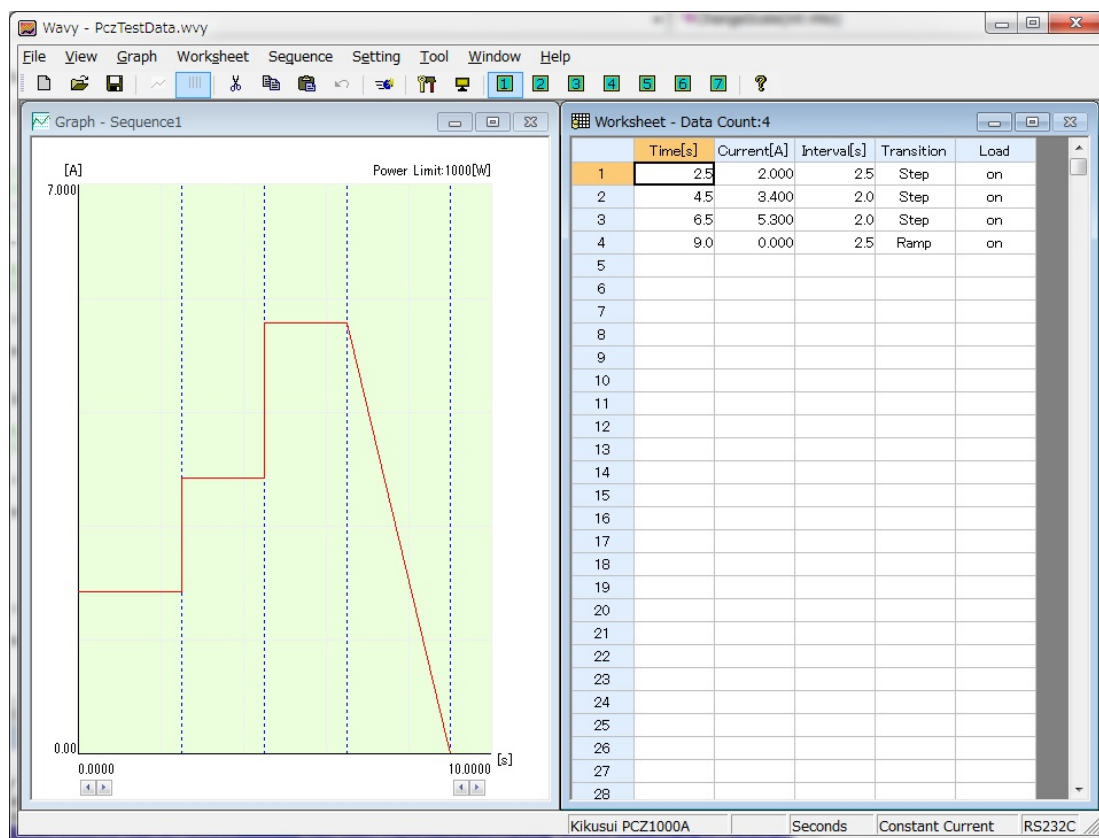 Wavy - PczTestData.wvy
File View Graph Worksheet Sequence Setting Tool Window Help
1 2 3 4 5 6 7
Graph - Sequence1
[A] Power Limit:1000[W]
7.000
0.00
0.0000 10.0000 [s]
Worksheet - Data Count:4
Time[s] Current[A] Interval[s] Transition Load
1 2.5 2.000 2.5 Step on
2 4.5 3.400 2.0 Step on
3 6.5 5.300 2.0 Step on
4 9.0 0.000 2.5 Ramp on
5
6
7
8
9
10
11
12
13
14
15
16
17
18
19
20
21
22
23
24
25
26
27
28
Kikusui PCZ1000A Seconds Constant Current RS232C